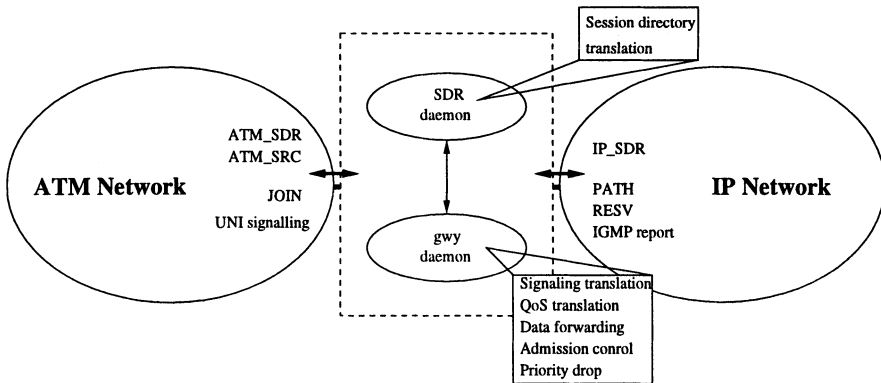 Session directory
translation
SDR
daemon
ATM_SDR
ATM_SRC
IP_SDR
ATM Network
JOIN
UNI signalling
PATH
RESV
IGMP report
IP Network
gwy
daemon
Signaling translation
QoS translation
Data forwarding
Admission conrol
Priority drop